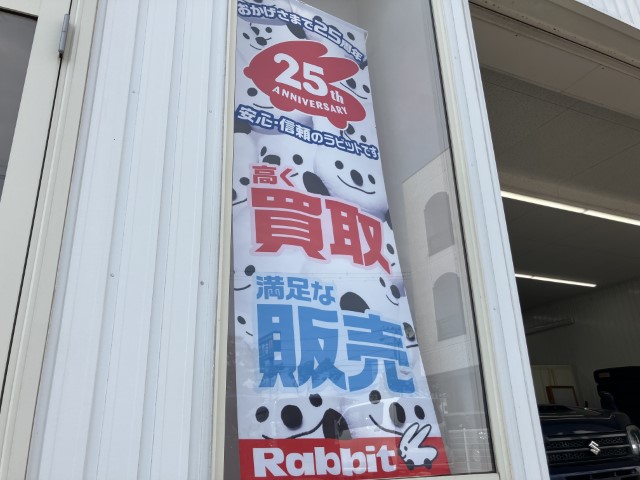 おかげさまで25周年
25th
ANNIVERSARY
安心・信頼のラビットです
高く
買取
満足な
販売
Rabbit